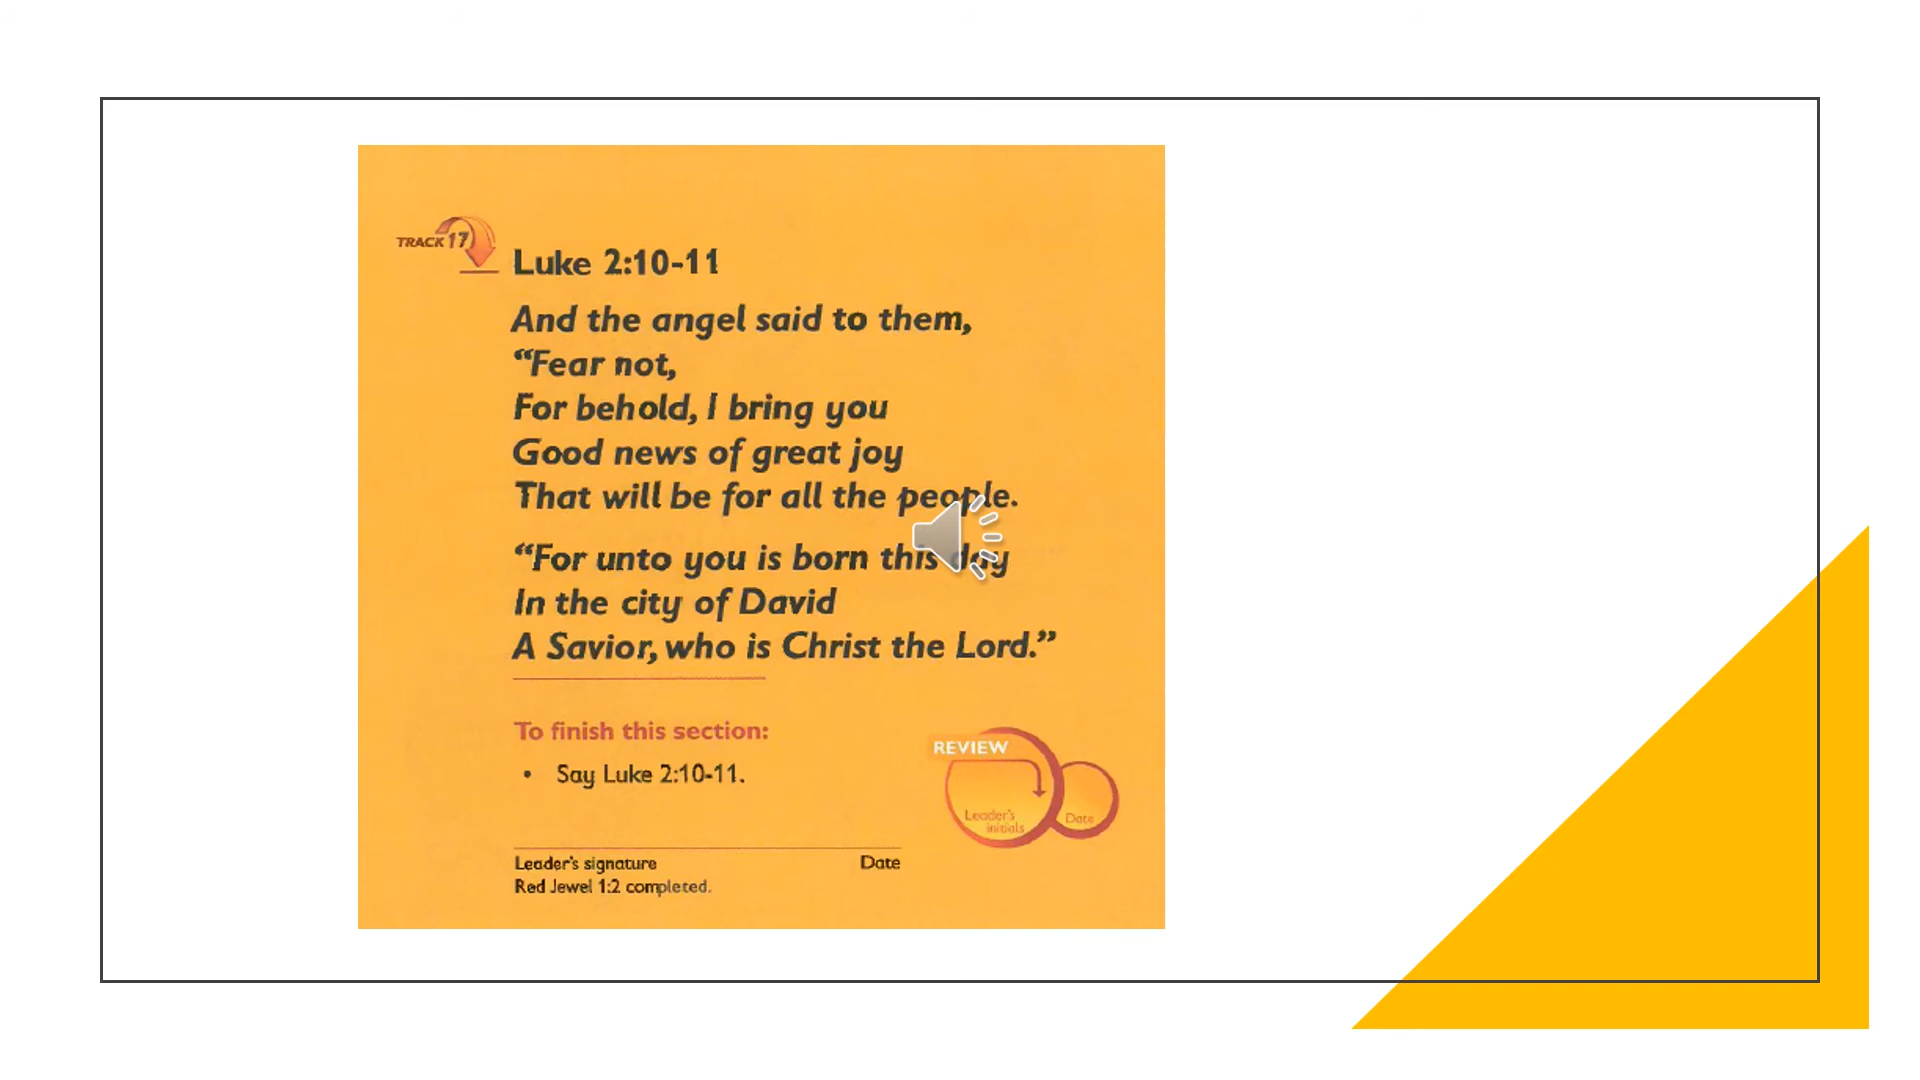 TRACK 17
Luke 2:10-11
And the angel said to them,
“Fear not,
For behold, I bring you
Good news of great joy
That will be for all the people.
“For unto you is born this day
In the city of David
A Savior, who is Christ the Lord.”
To finish this section:
• Say Luke 2:10-11.
REVIEW
Leader's
initials
Date
Leader's signature Date
Red Jewel 1:2 completed.